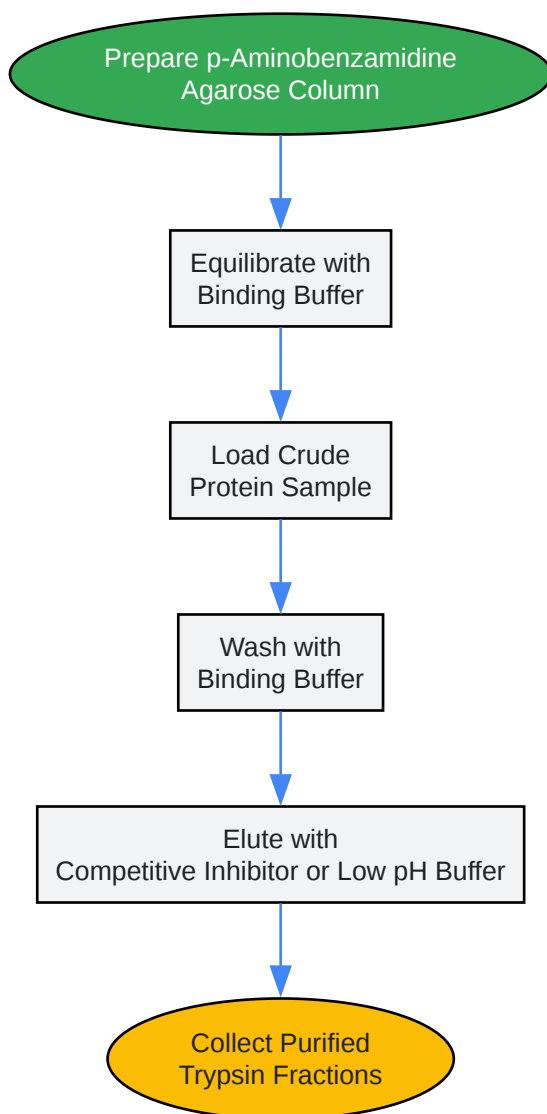 Prepare p-Aminobenzamidine
Agarose Column
Equilibrate with
Binding Buffer
Load Crude
Protein Sample
Wash with
Binding Buffer
Elute with
Competitive Inhibitor or Low pH Buffer
Collect Purified
Trypsin Fractions